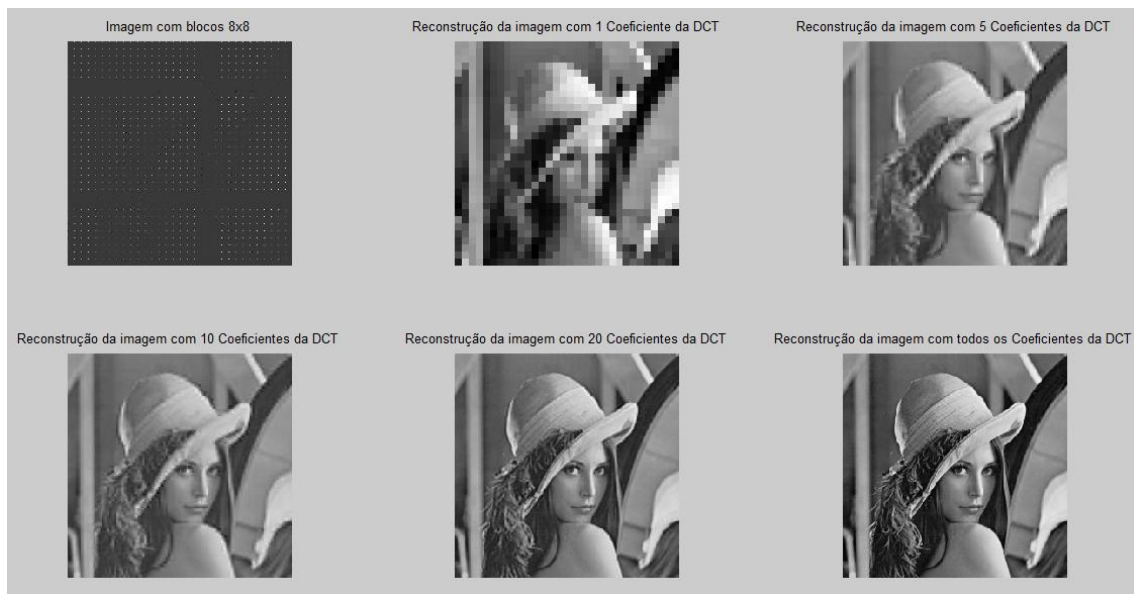 Imagem com blocos 8x8
Reconstrução da imagem com 1 Coeficiente da DCT
Reconstrução da imagem com 5 Coeficientes da DCT
Reconstrução da imagem com 10 Coeficientes da DCT
Reconstrução da imagem com 20 Coeficientes da DCT
Reconstrução da imagem com todos os Coeficientes da DCT